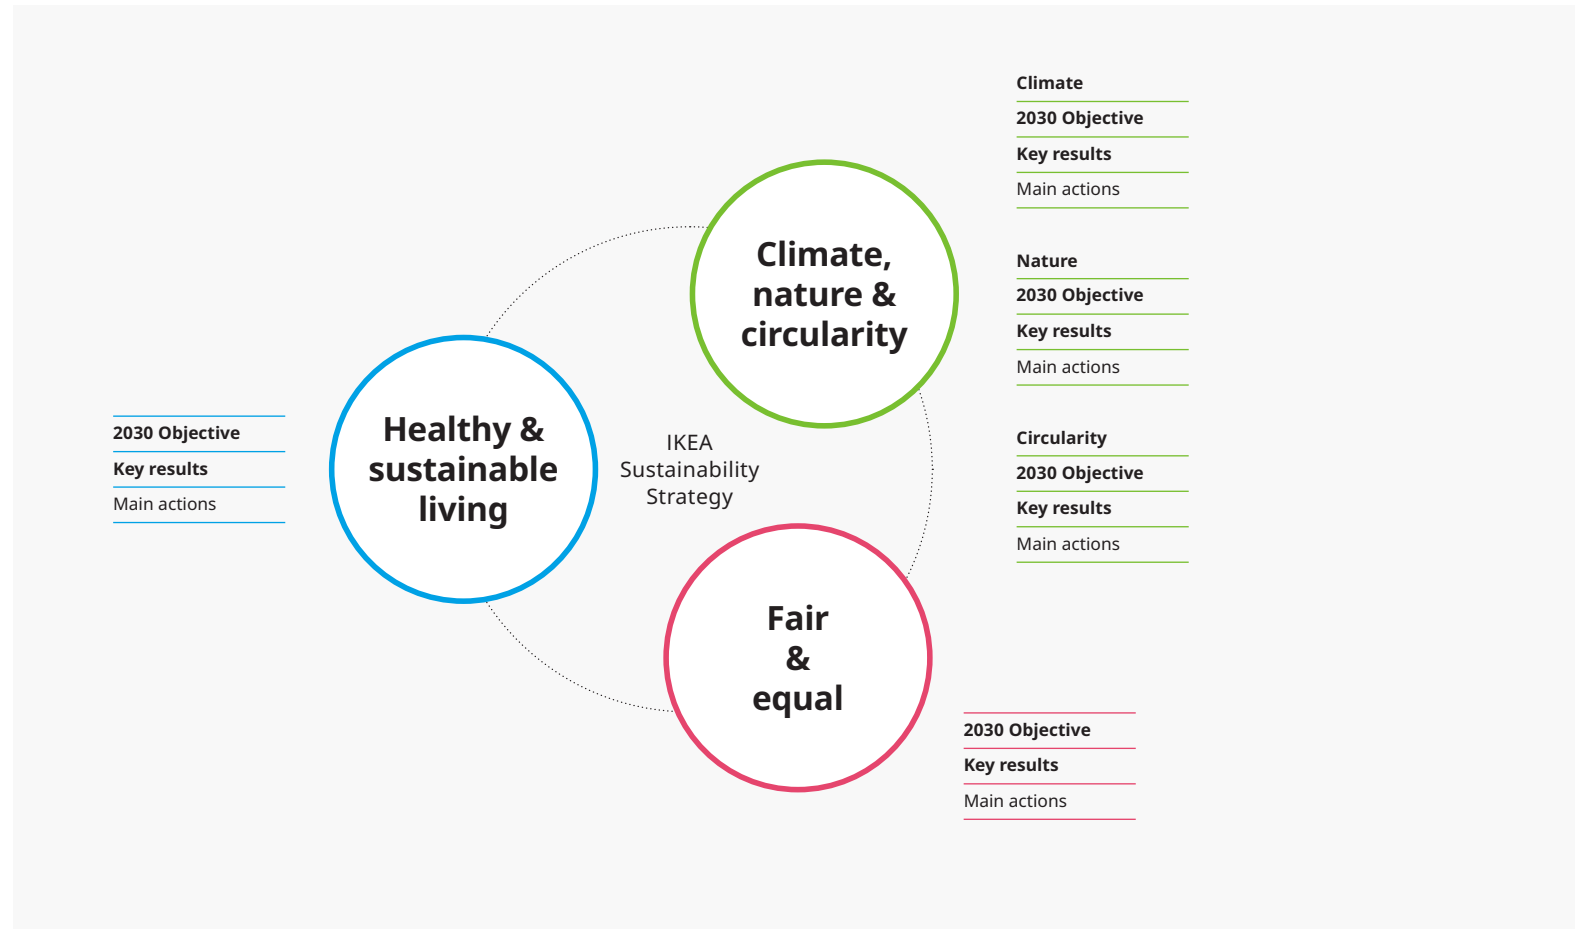 Climate
2030 Objective
Key results
Main actions
Climate,
nature &
circularity
Nature
2030 Objective
Key results
Main actions
2030 Objective
Key results
Main actions
Healthy &
sustainable
living
IKEA
Sustainability
Strategy
Circularity
2030 Objective
Key results
Main actions
Fair
&
equal
2030 Objective
Key results
Main actions